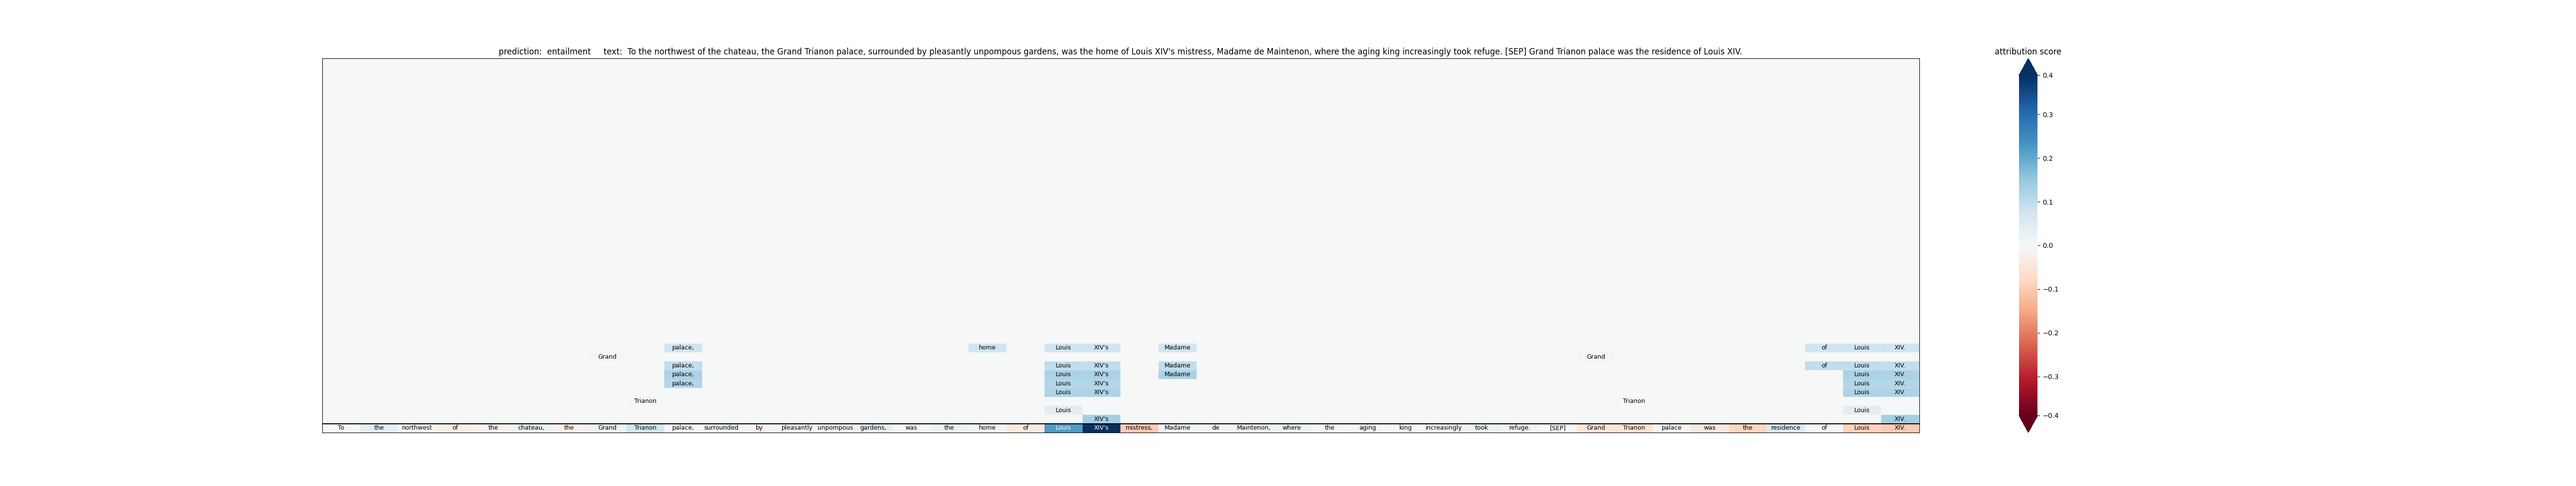 prediction:  entailment     text:  To the northwest of the chateau, the Grand Trianon palace, surrounded by pleasantly unpompous gardens, was the home of Louis XIV's mistress, Madame de Maintenon, where the aging king increasingly took refuge. [SEP] Grand Trianon palace was the residence of Louis XIV.
attribution score
0.4
0.3
0.2
0.1
0.0
−0.1
−0.2
−0.3
−0.4
palace, home Louis XIV's Madame of Louis XIV.
Grand Grand
palace, Louis XIV's Madame of Louis XIV.
palace, Louis XIV's Madame Louis XIV.
palace, Louis XIV's Louis XIV.
Louis XIV's Louis XIV.
Trianon Trianon
Louis Louis
XIV's XIV.
To the northwest of the chateau, the Grand Trianon palace, surrounded by pleasantly unpompous gardens, was the home of Louis XIV's mistress, Madame de Maintenon, where the aging king increasingly took refuge. [SEP] Grand Trianon palace was the residence of Louis XIV.